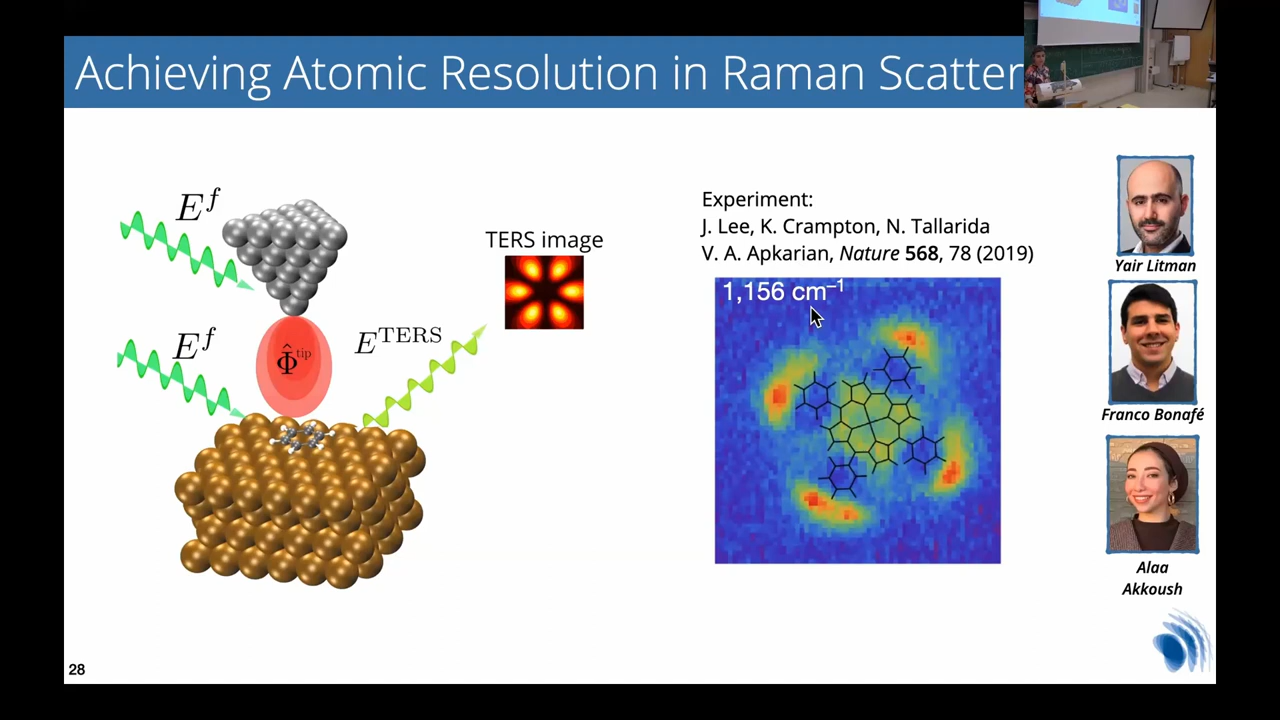 Achieving Atomic Resolution in Raman Scatter
E^f
E^f
Φ̂^tip
E^TERS
TERS image
Experiment:
J. Lee, K. Crampton, N. Tallarida
V. A. Apkarian, Nature 568, 78 (2019)
1,156 cm⁻¹
Yair Litman
Franco Bonafé
Alaa
Akkoush
28